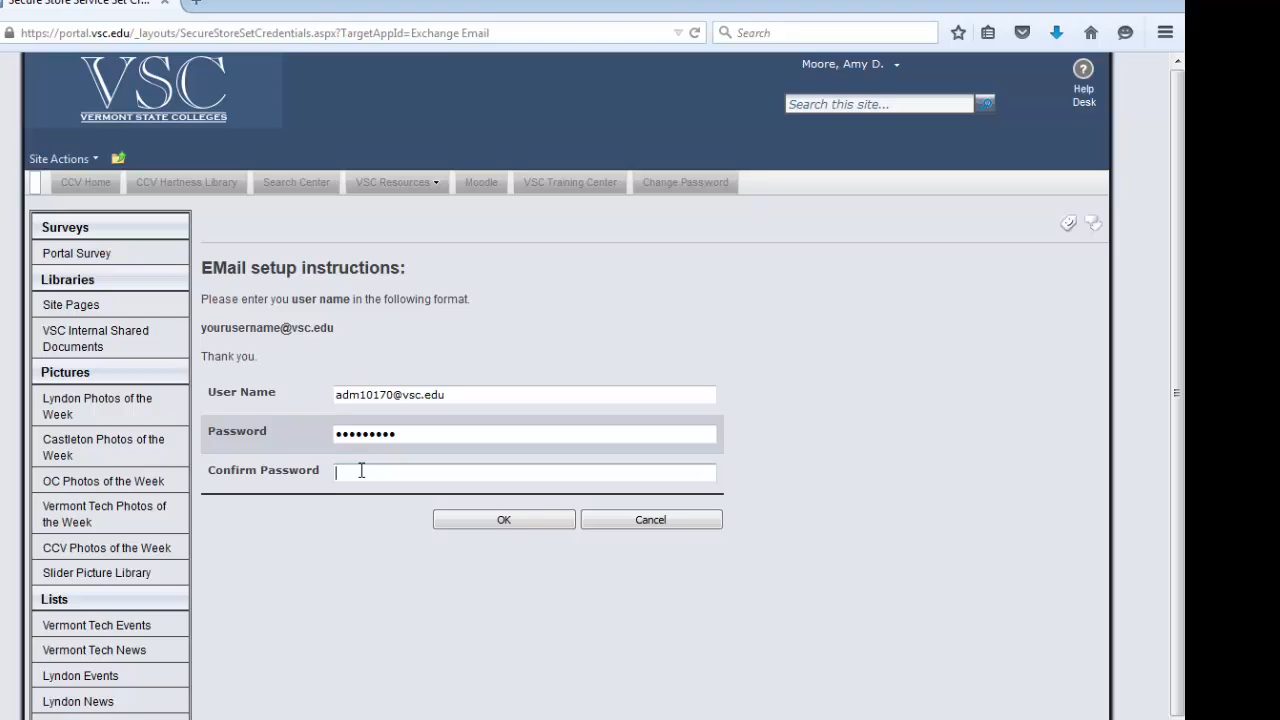 Secure Store Service Set Cr...
https://portal.vsc.edu/_layouts/SecureStoreSetCredentials.aspx?TargetAppId=Exchange Email
Search
VSC
VERMONT STATE COLLEGES
Moore, Amy D.
Search this site...
Help
Desk
Site Actions
CCV Home
CCV Hartness Library
Search Center
VSC Resources
Moodle
VSC Training Center
Change Password
Surveys
Portal Survey
Libraries
Site Pages
VSC Internal Shared
Documents
Pictures
Lyndon Photos of the
Week
Castleton Photos of the
Week
OC Photos of the Week
Vermont Tech Photos of
the Week
CCV Photos of the Week
Slider Picture Library
Lists
Vermont Tech Events
Vermont Tech News
Lyndon Events
Lyndon News
EMail setup instructions:
Please enter you user name in the following format.
yourusername@vsc.edu
Thank you.
User Name
adm10170@vsc.edu
Password
•••••••••
Confirm Password
OK
Cancel